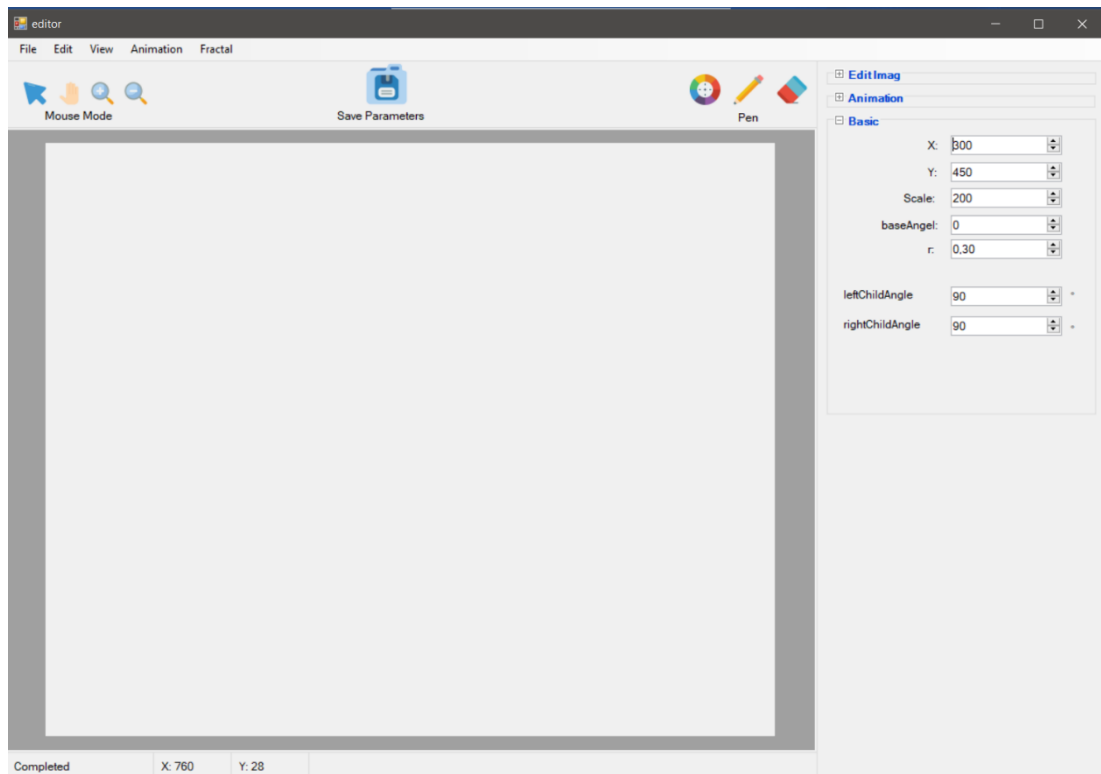 editor
File Edit View Animation Fractal
Mouse Mode
Save Parameters
Pen
Edit Imag
Animation
Basic
X: 300
Y: 450
Scale: 200
baseAngel: 0
r: 0,30
leftChildAngle 90 °
rightChildAngle 90 °
Completed X: 760 Y: 28